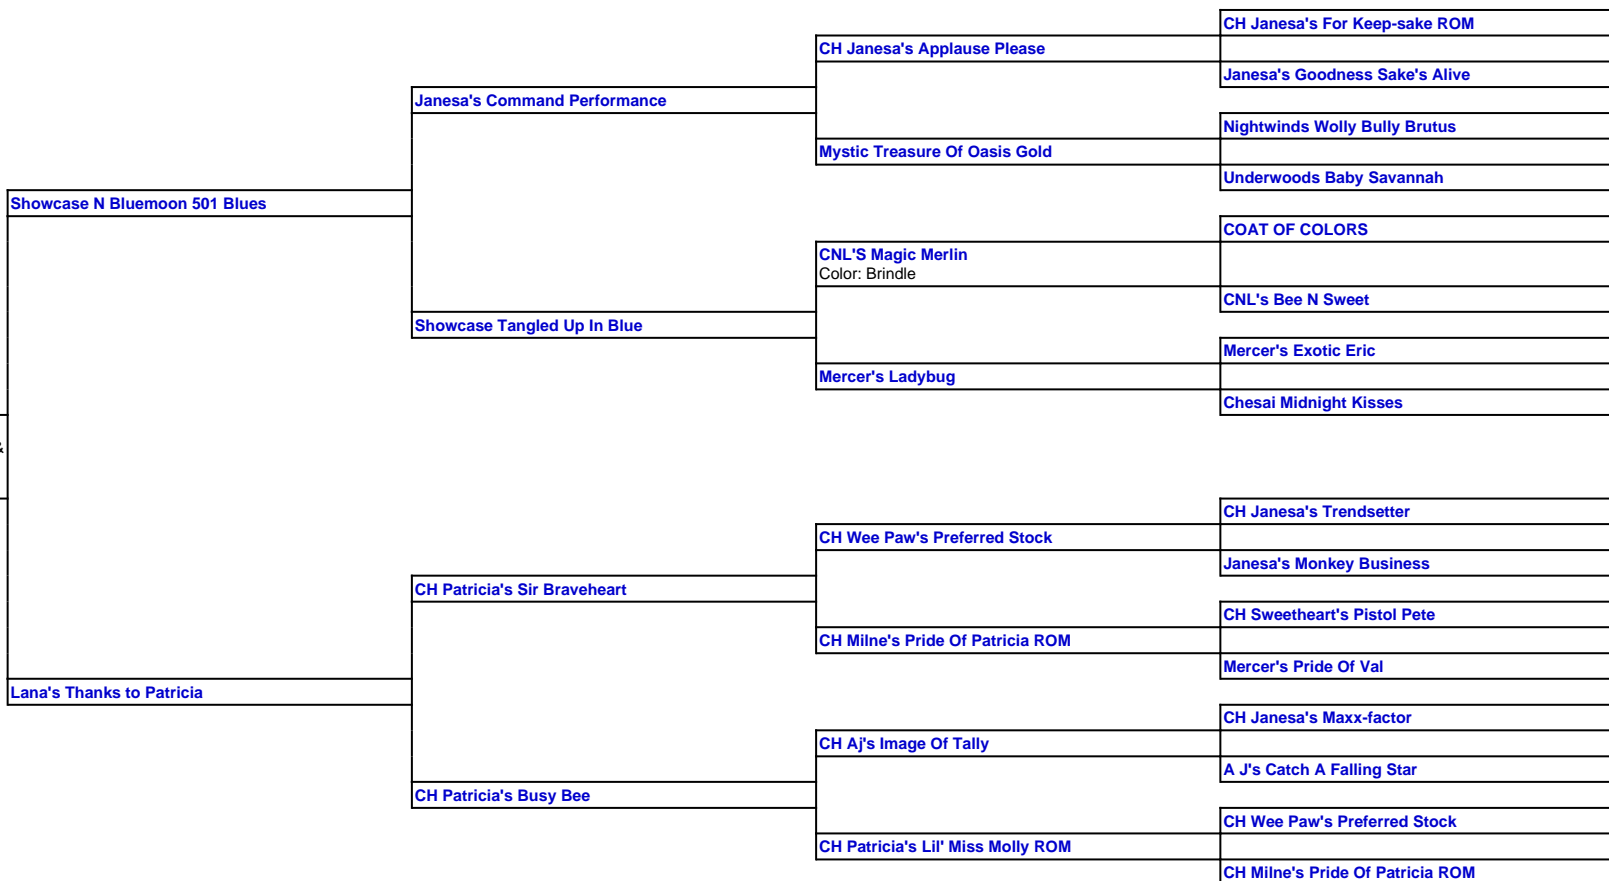 CH Janesa's For Keep-sake ROM
CH Janesa's Applause Please
Janesa's Goodness Sake's Alive
Janesa's Command Performance
Nightwinds Wolly Bully Brutus
Mystic Treasure Of Oasis Gold
Underwoods Baby Savannah
Showcase N Bluemoon 501 Blues
COAT OF COLORS
CNL'S Magic Merlin
Color: Brindle
CNL's Bee N Sweet
Showcase Tangled Up In Blue
Mercer's Exotic Eric
Mercer's Ladybug
Chesai Midnight Kisses
&
CH Janesa's Trendsetter
CH Wee Paw's Preferred Stock
Janesa's Monkey Business
CH Patricia's Sir Braveheart
CH Sweetheart's Pistol Pete
CH Milne's Pride Of Patricia ROM
Mercer's Pride Of Val
Lana's Thanks to Patricia
CH Janesa's Maxx-factor
CH Aj's Image Of Tally
A J's Catch A Falling Star
CH Patricia's Busy Bee
CH Wee Paw's Preferred Stock
CH Patricia's Lil' Miss Molly ROM
CH Milne's Pride Of Patricia ROM